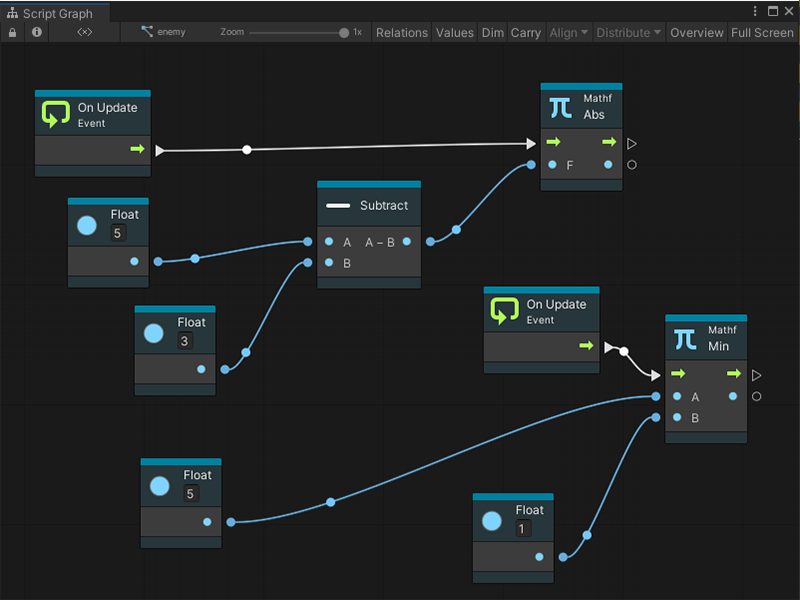 Script Graph
<×> enemy Zoom 1x Relations Values Dim Carry Align Distribute Overview Full Screen
On Update
Event
Mathf
Abs
F
Float
5
Subtract
A A – B
B
Float
3
On Update
Event
Mathf
Min
A
B
Float
5
Float
1